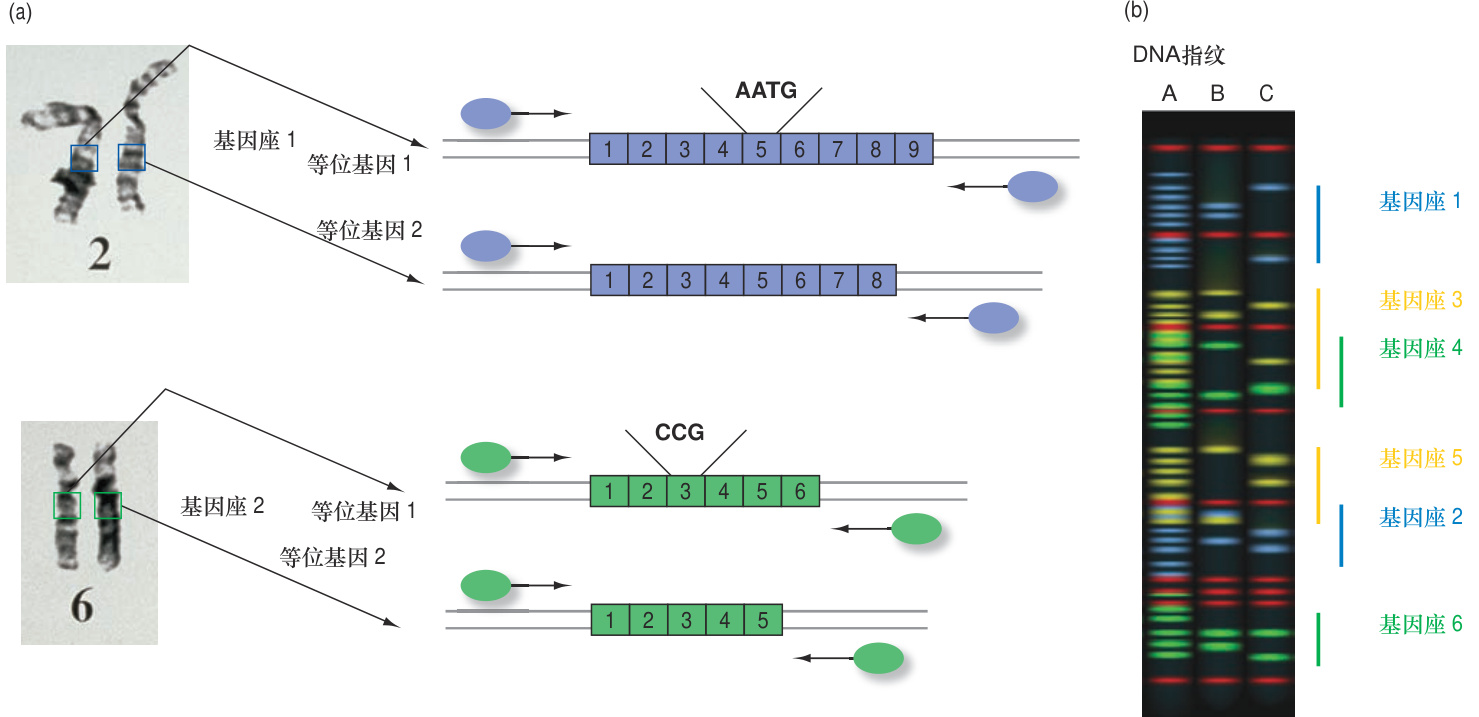 (a)
2
基因座 1
等位基因 1
AATG
1 2 3 4 5 6 7 8 9
等位基因 2
1 2 3 4 5 6 7 8
6
基因座 2
等位基因 1
CCG
1 2 3 4 5 6
等位基因 2
1 2 3 4 5
(b)
DNA指纹
A B C
基因座 1
基因座 3
基因座 4
基因座 5
基因座 2
基因座 6